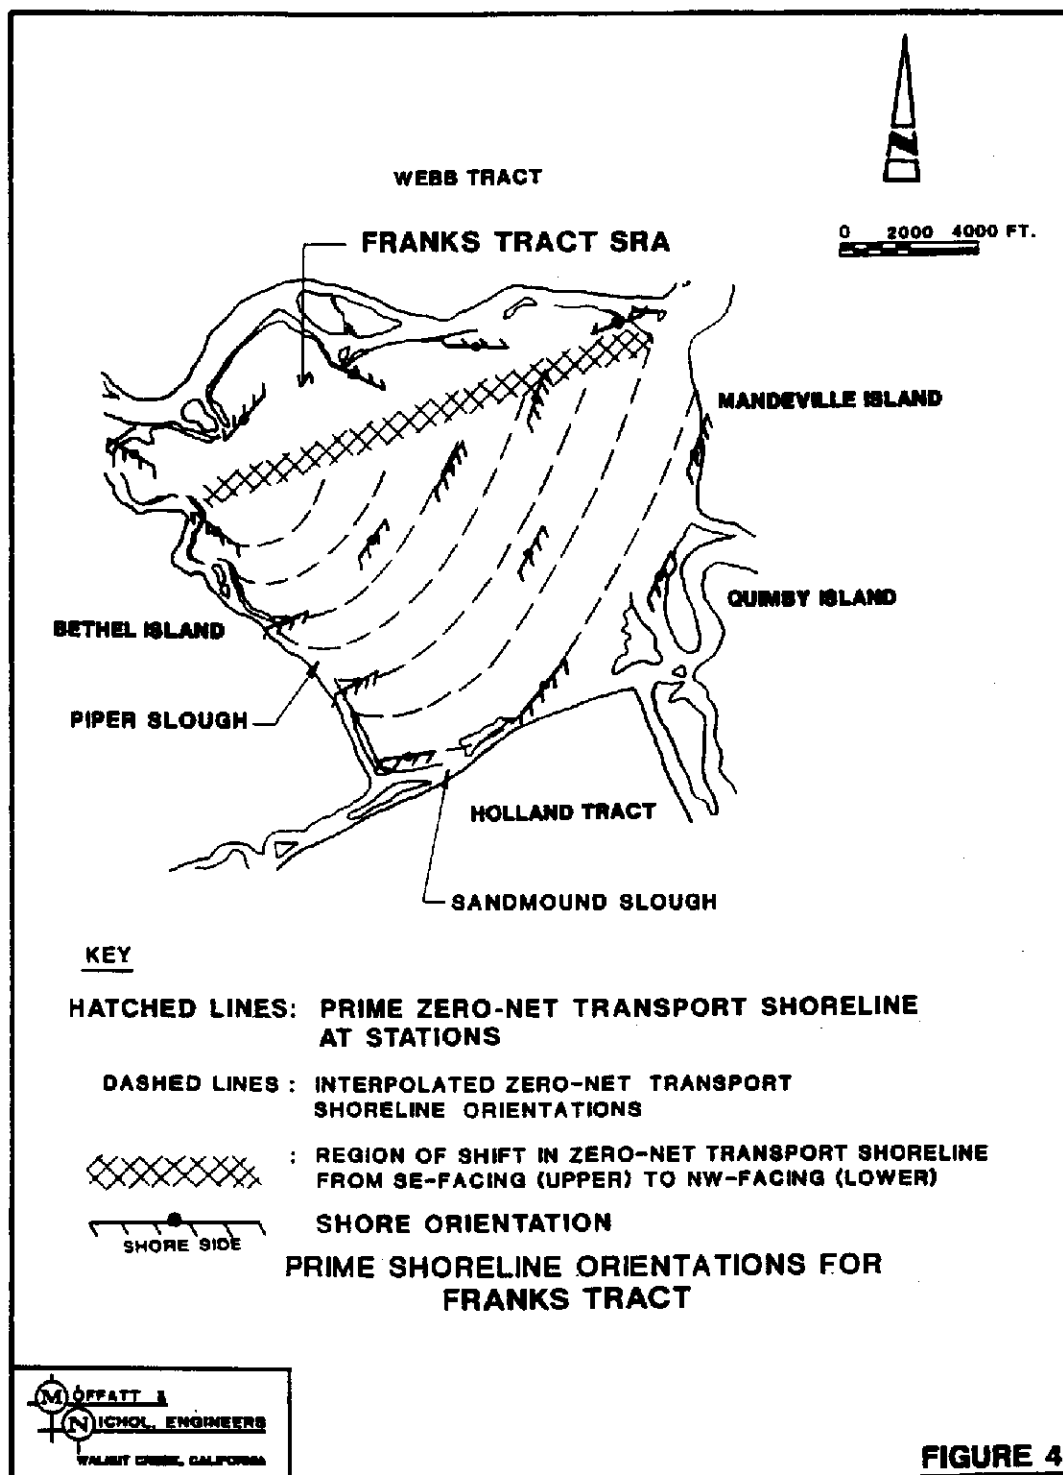 WEBB TRACT
FRANKS TRACT SRA
N
0 2000 4000 FT.
MANDEVILLE ISLAND
QUIMBY ISLAND
BETHEL ISLAND
PIPER SLOUGH
HOLLAND TRACT
SANDMOUND SLOUGH
KEY
HATCHED LINES: PRIME ZERO-NET TRANSPORT SHORELINE
AT STATIONS
DASHED LINES : INTERPOLATED ZERO-NET TRANSPORT
SHORELINE ORIENTATIONS
: REGION OF SHIFT IN ZERO-NET TRANSPORT SHORELINE
FROM SE-FACING (UPPER) TO NW-FACING (LOWER)
SHORE ORIENTATION
SHORE SIDE
PRIME SHORELINE ORIENTATIONS FOR
FRANKS TRACT
MOFFATT &
NICHOL, ENGINEERS
WALNUT CREEK, CALIFORNIA
FIGURE 4